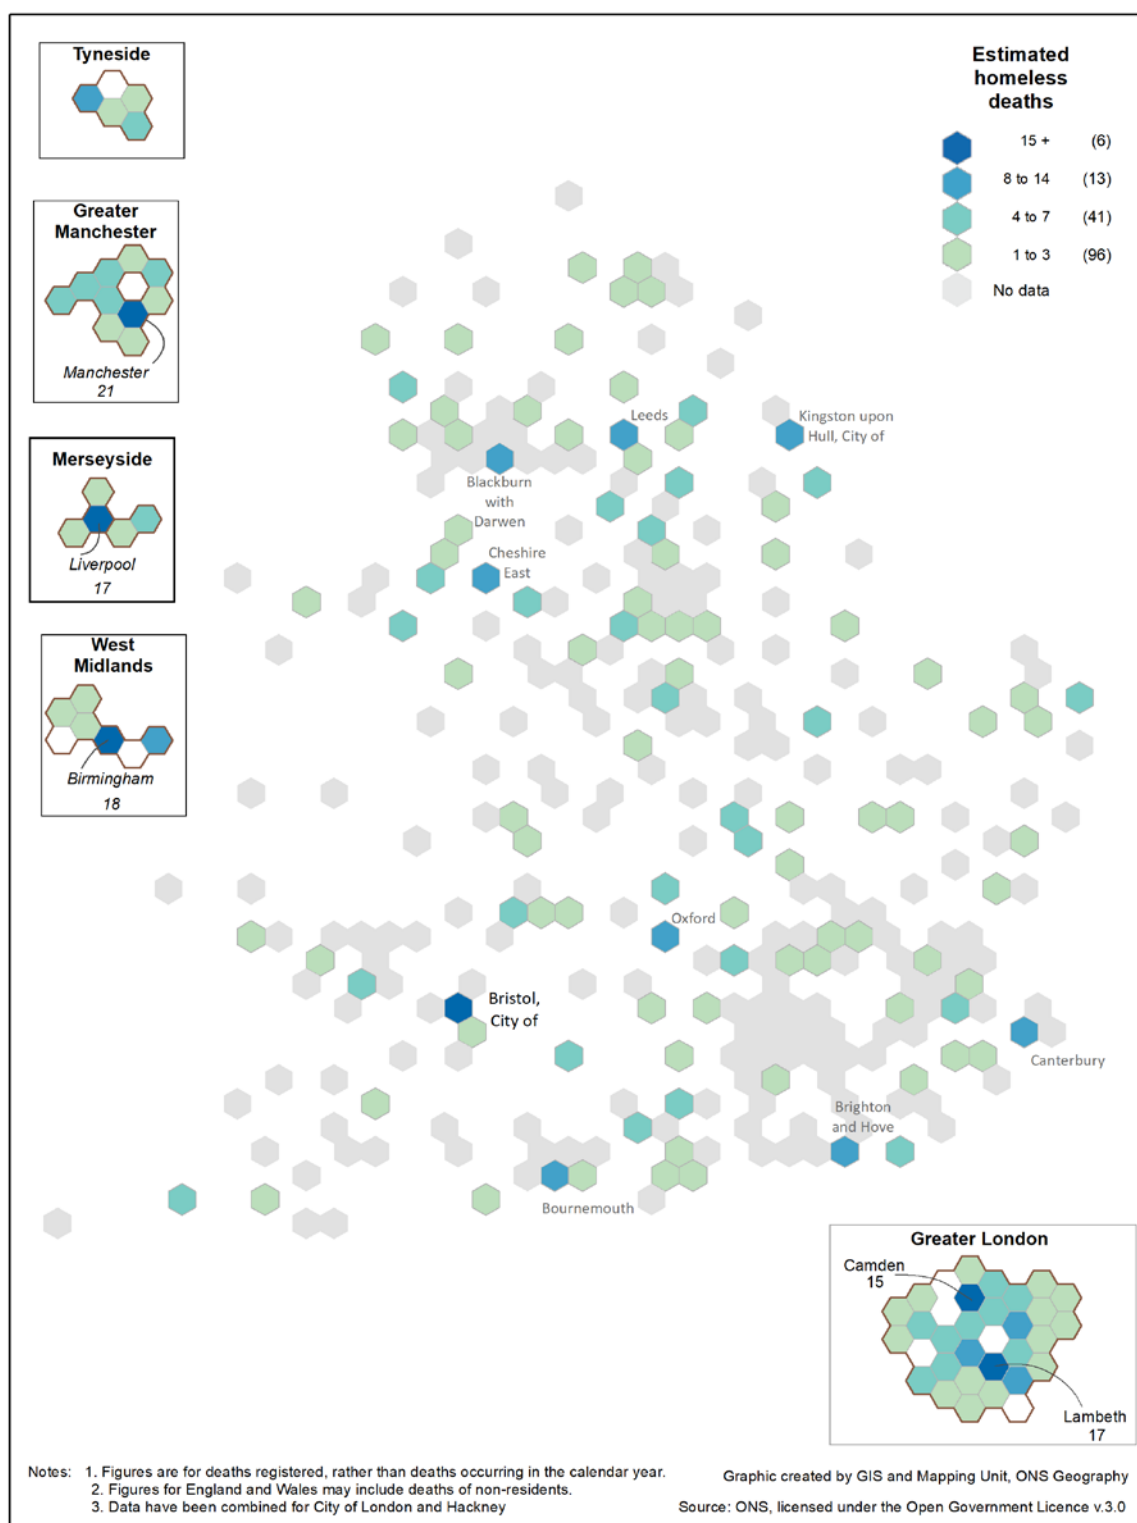 Tyneside
Estimated
homeless
deaths
15 + (6)
8 to 14 (13)
4 to 7 (41)
1 to 3 (96)
No data
Greater
Manchester
Manchester
21
Leeds
Kingston upon
Hull, City of
Merseyside
Liverpool
17
Blackburn
with
Darwen
Cheshire
East
West
Midlands
Birmingham
18
Oxford
Bristol,
City of
Canterbury
Brighton
and Hove
Bournemouth
Greater London
Camden
15
Lambeth
17
Notes: 1. Figures are for deaths registered, rather than deaths occurring in the calendar year.
2. Figures for England and Wales may include deaths of non-residents.
3. Data have been combined for City of London and Hackney
Graphic created by GIS and Mapping Unit, ONS Geography
Source: ONS, licensed under the Open Government Licence v.3.0